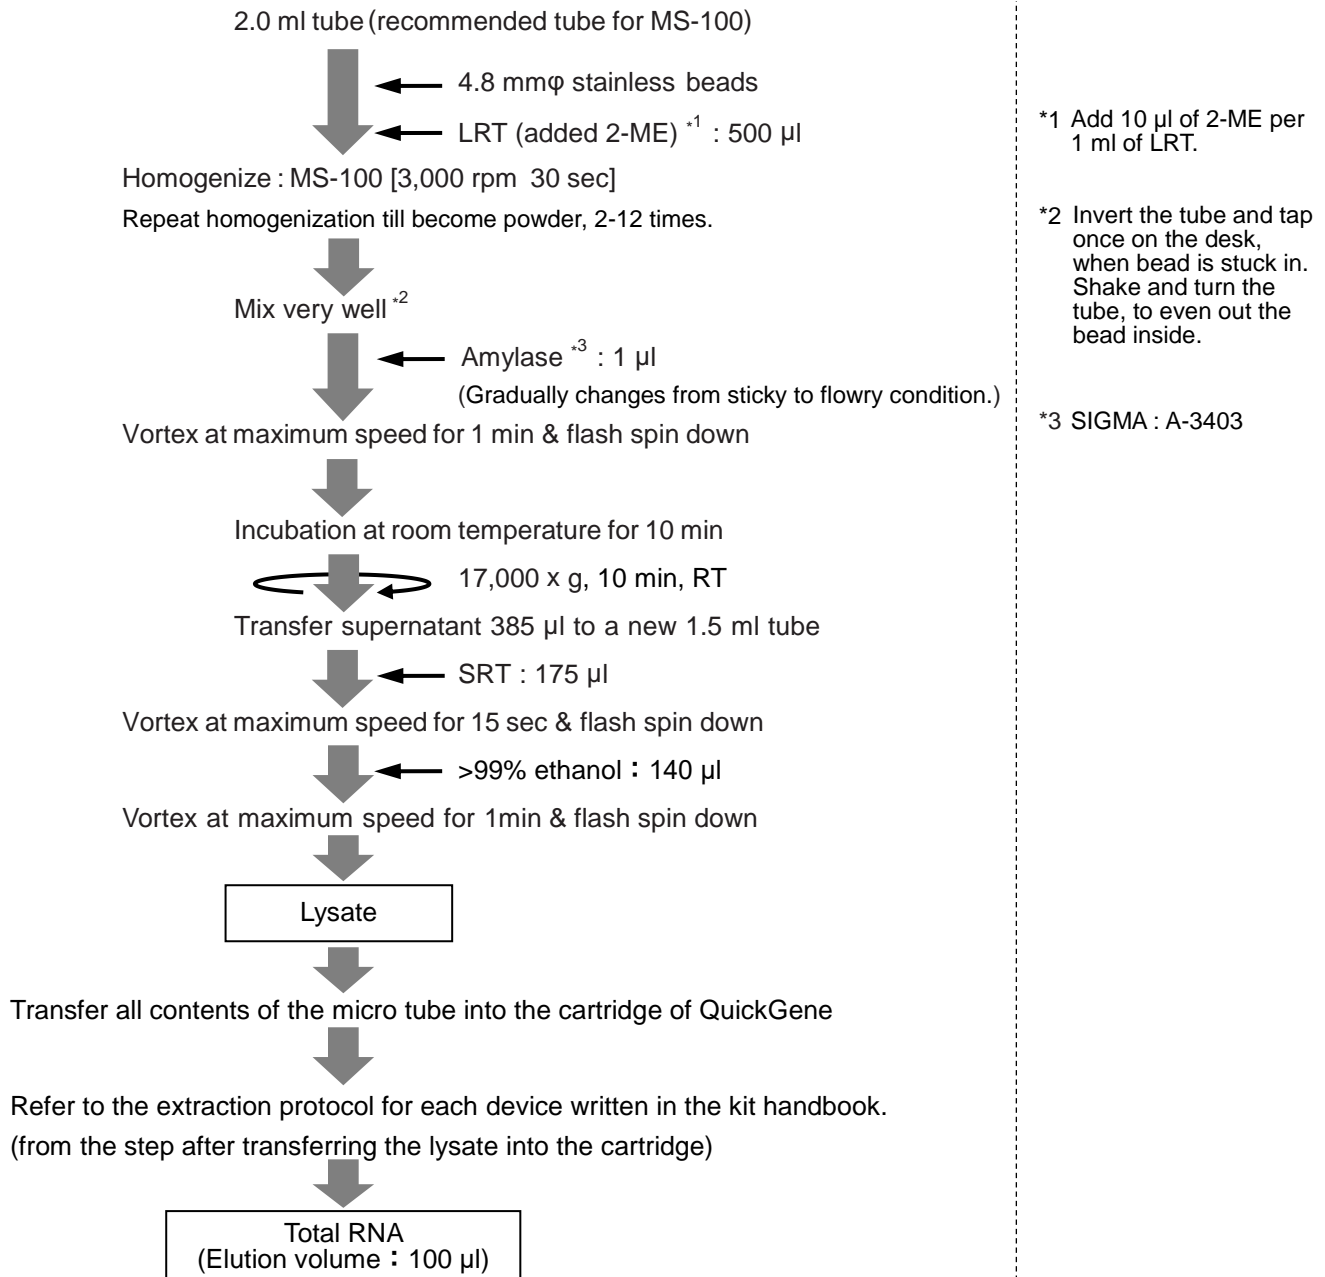 2.0 ml tube (recommended tube for MS-100)
4.8 mmφ stainless beads
LRT (added 2-ME) *1 : 500 µl
Homogenize : MS-100 [3,000 rpm 30 sec]
Repeat homogenization till become powder, 2-12 times.
Mix very well *2
Amylase *3 : 1 µl
(Gradually changes from sticky to flowry condition.)
Vortex at maximum speed for 1 min & flash spin down
Incubation at room temperature for 10 min
17,000 x g, 10 min, RT
Transfer supernatant 385 µl to a new 1.5 ml tube
SRT : 175 µl
Vortex at maximum speed for 15 sec & flash spin down
>99% ethanol : 140 µl
Vortex at maximum speed for 1min & flash spin down
Lysate
Transfer all contents of the micro tube into the cartridge of QuickGene
Refer to the extraction protocol for each device written in the kit handbook.
(from the step after transferring the lysate into the cartridge)
Total RNA
(Elution volume : 100 µl)
*1 Add 10 µl of 2-ME per
1 ml of LRT.
*2 Invert the tube and tap
once on the desk,
when bead is stuck in.
Shake and turn the
tube, to even out the
bead inside.
*3 SIGMA : A-3403